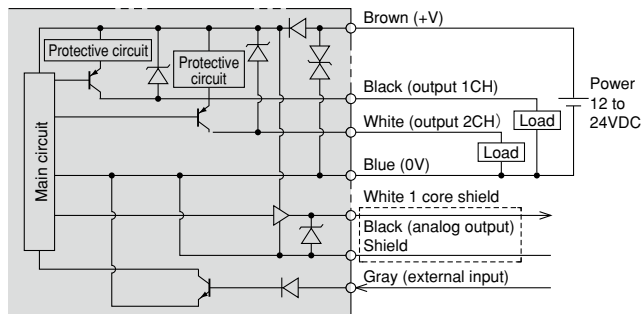 Brown (+V)
Protective circuit
Protective
circuit
Black (output 1CH)
Power
12 to
24VDC
Load
White (output 2CH)
Load
Main circuit
Blue (0V)
White 1 core shield
Black (analog output)
Shield
Gray (external input)